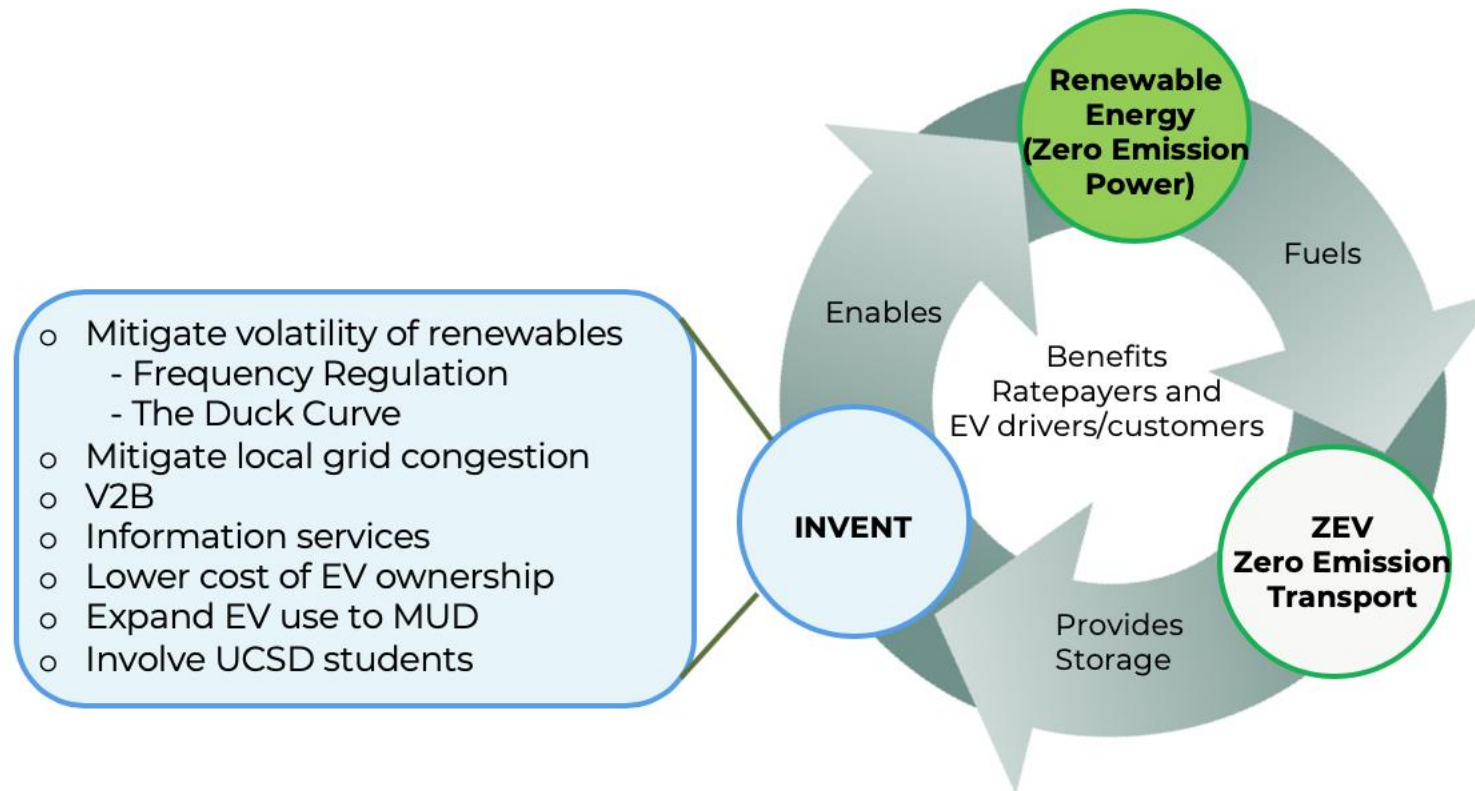 Renewable
Energy
(Zero Emission
Power)
Fuels
Enables
Benefits
Ratepayers and
EV drivers/customers
○ Mitigate volatility of renewables
- Frequency Regulation
- The Duck Curve
○ Mitigate local grid congestion
○ V2B
○ Information services
○ Lower cost of EV ownership
○ Expand EV use to MUD
○ Involve UCSD students
INVENT
ZEV
Zero Emission
Transport
Provides
Storage